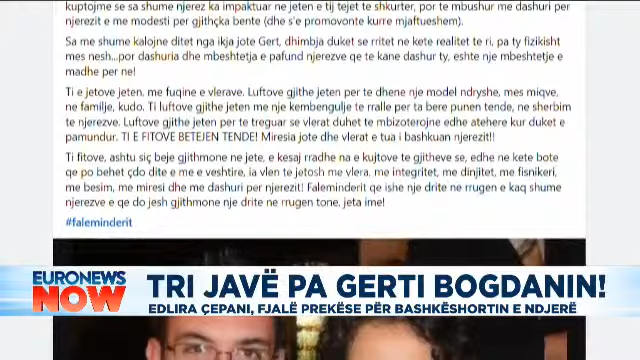 kuptojme se sa shume njerez ka impaktuar ne jeten e tij tejet te shkurter, por te mbushur me dashuri per
njerezit e me modesti per gjithçka bente (dhe s'e promovonte kurre mjaftueshem).
Sa me shume kalojne ditet nga ikja jote Gert, dhimbja duket se rritet ne kete realitet te ri, pa ty fizikisht
mes nesh...por dashuria dhe mbeshtetja e pafund njerezve qe te kane dashur ty, eshte nje mbeshtetje e
madhe per ne!
Ti e jetove jeten, me fuqine e vlerave. Luftove gjithe jeten per te dhene nje model ndryshe, mes miqve,
ne familje, kudo. Ti luftove gjithe jeten me nje kembengulje te rralle per ta bere punen tende, ne sherbim
te njerezve. Luftove gjithe jeten per te treguar se vlerat duhet te mbizoterojne edhe atehere kur duket e
pamundur. TI E FITOVE BETEJEN TENDE! Miresia jote dhe vlerat e tua i bashkuan njerezit!!
Ti fitove, ashtu siç beje gjithmone ne jete, e kesaj rradhe na e kujtove te gjitheve se, edhe ne kete bote
qe po behet çdo dite e me e veshtire, ia vlen te jetosh me vlera, me integritet, me dinjitet, me fisnikeri,
me besim, me miresi dhe me dashuri per njerezit! Faleminderit qe ishe nje drite ne rrugen e kaq shume
njerezve e qe do jesh gjithmone nje drite ne rrugen tone, jeta ime!
#faleminderit
EURONEWS
NOW
TRI JAVË PA GERTI BOGDANIN!
EDLIRA ÇEPANI, FJALË PREKËSE PËR BASHKËSHORTIN E NDJERË